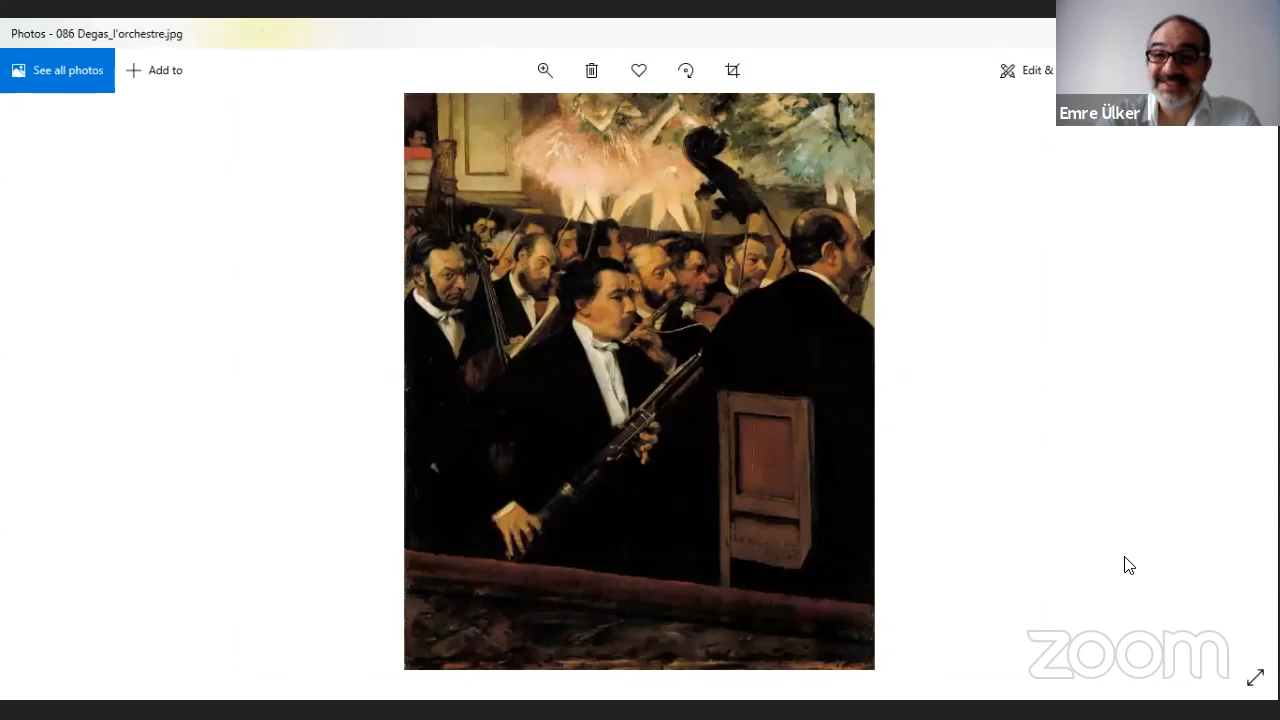 Photos - 086 Degas_l'orchestre.jpg
See all photos
Add to
Edit &
Emre Ülker
zoom